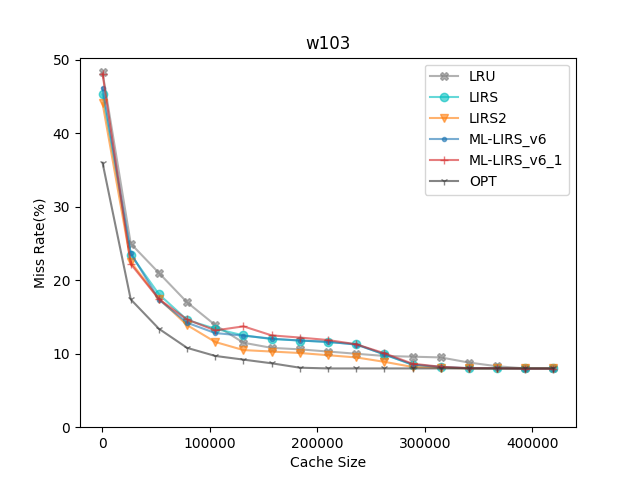 w103
50
40
30
20
10
0
Miss Rate(%)
0
100000
200000
300000
400000
Cache Size
LRU
LIRS
LIRS2
ML-LIRS_v6
ML-LIRS_v6_1
OPT